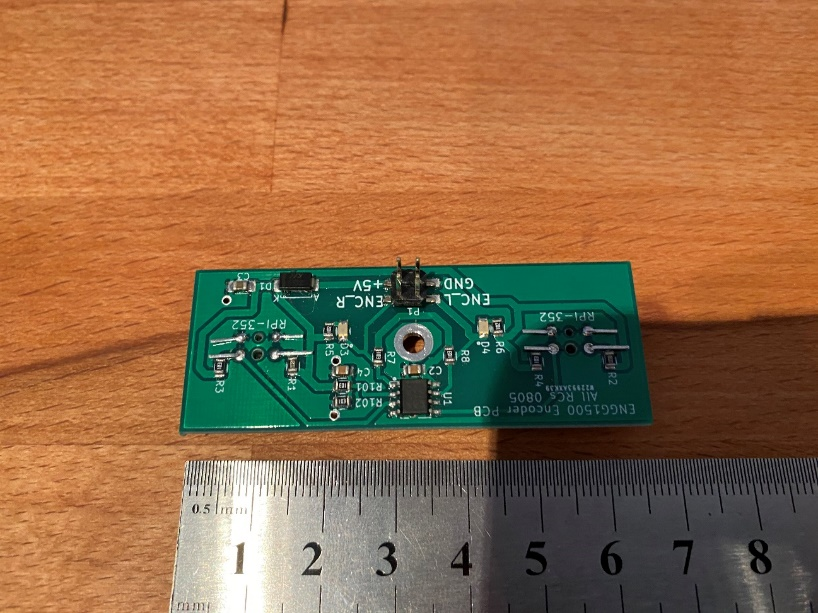 C3
D1
A
K
+5V
GND
ENC_R
ENC_L
P1
RPI-352
RPI-352
R5
D3
R7
R8
D4
R6
R3
R1
C4
C2
R101
R102
U1
R4
R2
All RCs 0805
ENGG1500 Encoder PCB
0.5 mm
1 2 3 4 5 6 7 8
mm